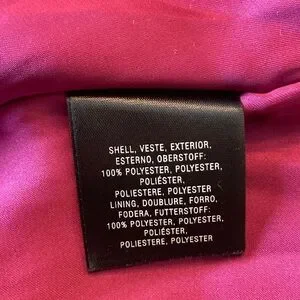 SHELL, VESTE, EXTERIOR,
ESTERNO, OBERSTOFF:
100% POLYESTER, POLYESTER,
POLIÉSTER,
POLIESTERE, POLYESTER
LINING, DOUBLURE, FORRO,
FODERA, FUTTERSTOFF:
100% POLYESTER, POLYESTER,
POLIÉSTER,
POLIESTERE, POLYESTER